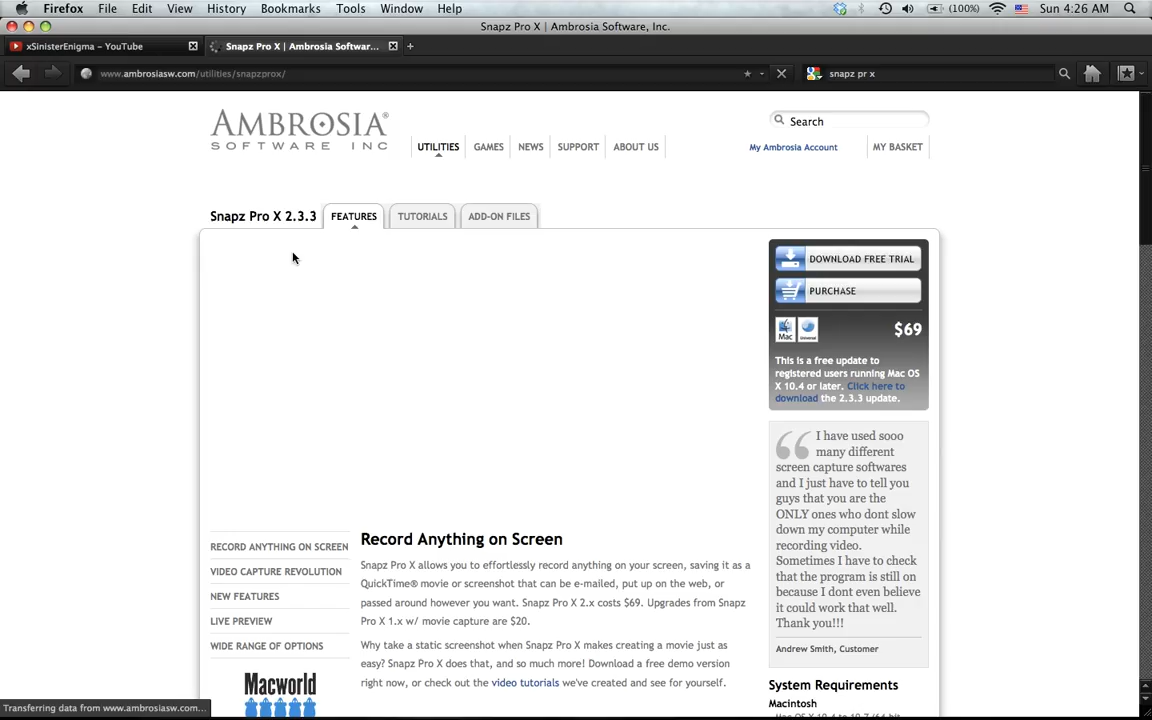 Firefox File Edit View History Bookmarks Tools Window Help (100%) Sun 4:26 AM
Snapz Pro X | Ambrosia Software, Inc.
xSinisterEnigma – YouTube Snapz Pro X | Ambrosia Softwar...
www.ambrosiasw.com/utilities/snapzprox/ snapz pr x
AMBROSIA®
SOFTWARE INC
Search
UTILITIES GAMES NEWS SUPPORT ABOUT US My Ambrosia Account MY BASKET
Snapz Pro X 2.3.3 FEATURES TUTORIALS ADD-ON FILES
DOWNLOAD FREE TRIAL
PURCHASE
Mac Universal $69
This is a free update to
registered users running Mac OS
X 10.4 or later. Click here to
download the 2.3.3 update.
“ I have used sooo
many different
screen capture softwares
and I just have to tell you
guys that you are the
ONLY ones who dont slow
down my computer while
recording video.
Sometimes I have to check
that the program is still on
because I dont even believe
it could work that well.
Thank you!!!
Andrew Smith, Customer
System Requirements
Macintosh
RECORD ANYTHING ON SCREEN
VIDEO CAPTURE REVOLUTION
NEW FEATURES
LIVE PREVIEW
WIDE RANGE OF OPTIONS
Macworld
Record Anything on Screen
Snapz Pro X allows you to effortlessly record anything on your screen, saving it as a
QuickTime® movie or screenshot that can be e-mailed, put up on the web, or
passed around however you want. Snapz Pro X 2.x costs $69. Upgrades from Snapz
Pro X 1.x w/ movie capture are $20.
Why take a static screenshot when Snapz Pro X makes creating a movie just as
easy? Snapz Pro X does that, and so much more! Download a free demo version
right now, or check out the video tutorials we've created and see for yourself.
Transferring data from www.ambrosiasw.com...